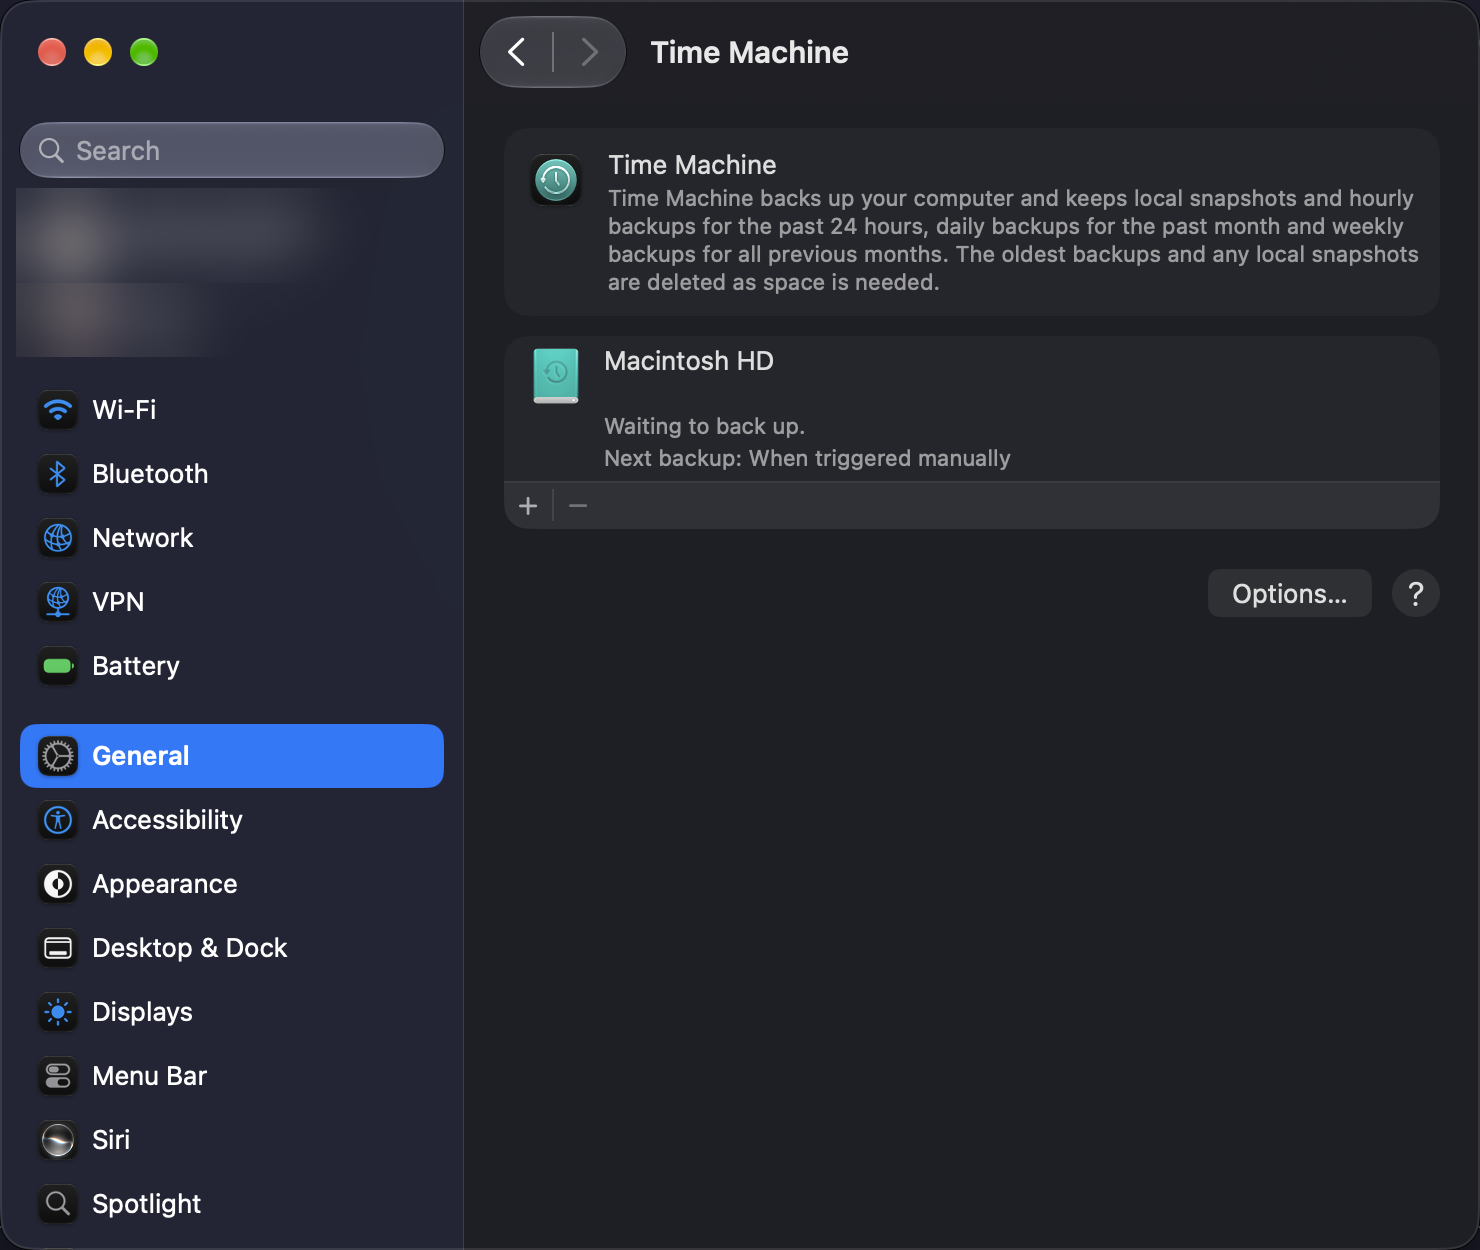 Time Machine
Search
Time Machine
Time Machine backs up your computer and keeps local snapshots and hourly
backups for the past 24 hours, daily backups for the past month and weekly
backups for all previous months. The oldest backups and any local snapshots
are deleted as space is needed.
Macintosh HD
Waiting to back up.
Next backup: When triggered manually
+ −
Options...
?
Wi-Fi
Bluetooth
Network
VPN
Battery
General
Accessibility
Appearance
Desktop & Dock
Displays
Menu Bar
Siri
Spotlight